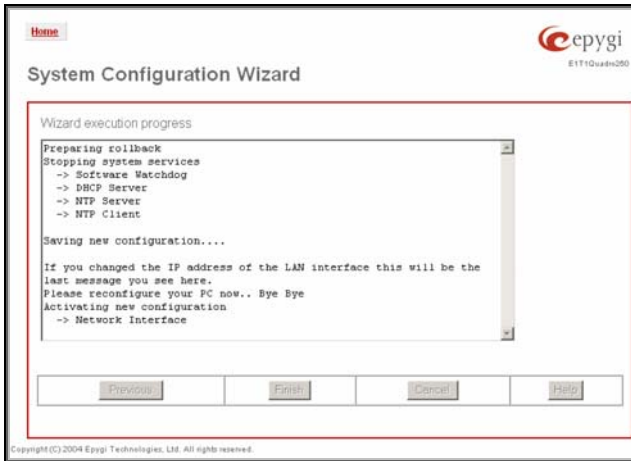 Home
epygi
E1T1Quadro250
System Configuration Wizard
Wizard execution progress
Preparing rollback
Stopping system services
-> Software Watchdog
-> DHCP Server
-> NTP Server
-> NTP Client
Saving new configuration....
If you changed the IP address of the LAN interface this will be the
last message you see here.
Please reconfigure your PC now.. Bye Bye
Activating new configuration
-> Network Interface
Previous Finish Cancel Help
Copyright (C) 2004 Epygi Technologies, Ltd. All rights reserved.